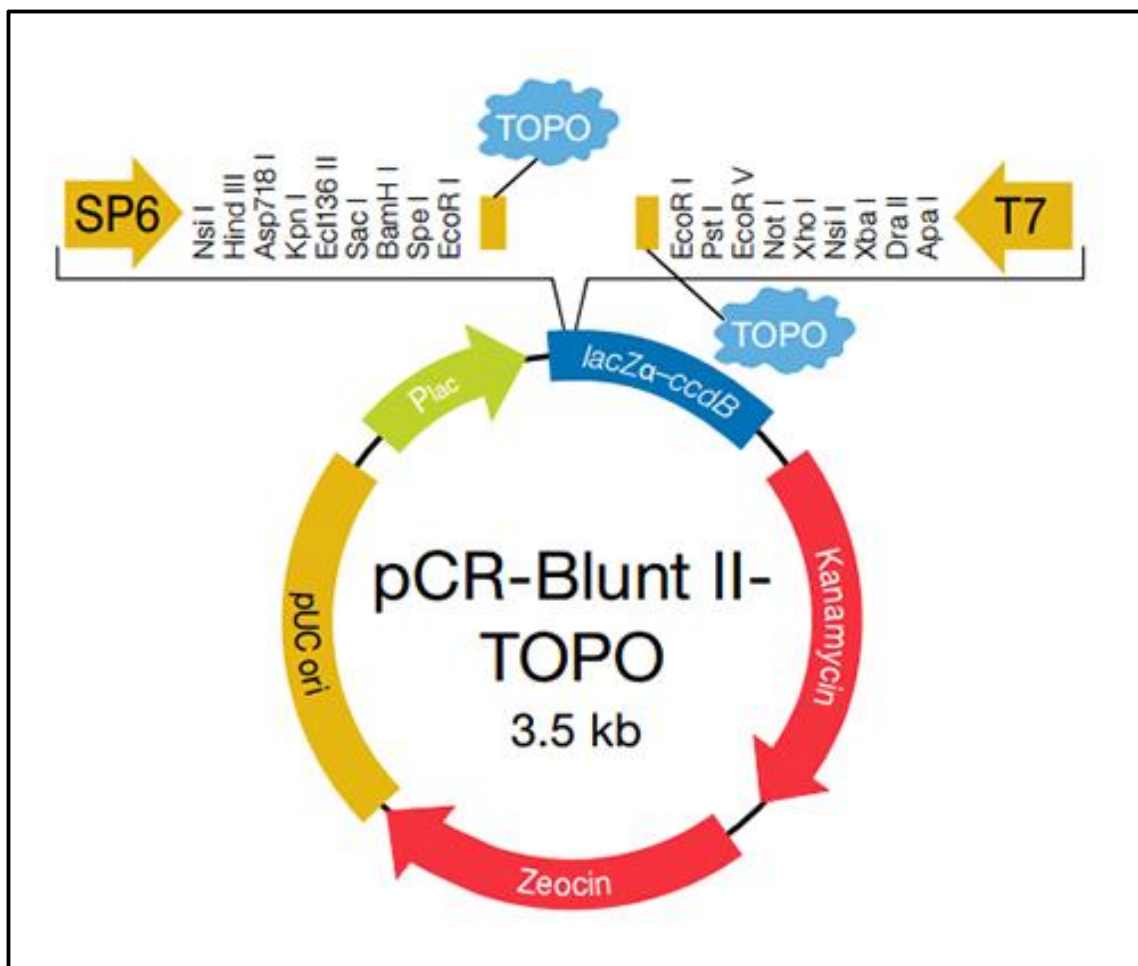 TOPO
SP6
Nsi I
Hind III
Asp718 I
Kpn I
Ecl136 II
Sac I
BamH I
Spe I
EcoR I
EcoR I
Pst I
EcoR V
Not I
Xho I
Nsi I
Xba I
Dra II
Apa I
T7
TOPO
Plac
lacZα–ccdB
Kanamycin
Zeocin
pUC ori
pCR-Blunt II-
TOPO
3.5 kb